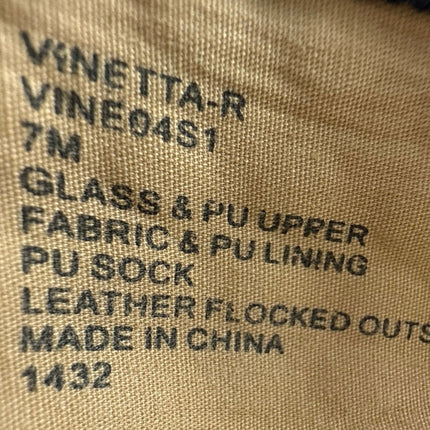 VINETTA-R
VINE04S1
7M
GLASS & PU UPPER
FABRIC & PU LINING
PU SOCK
LEATHER FLOCKED OUTS
MADE IN CHINA
1432